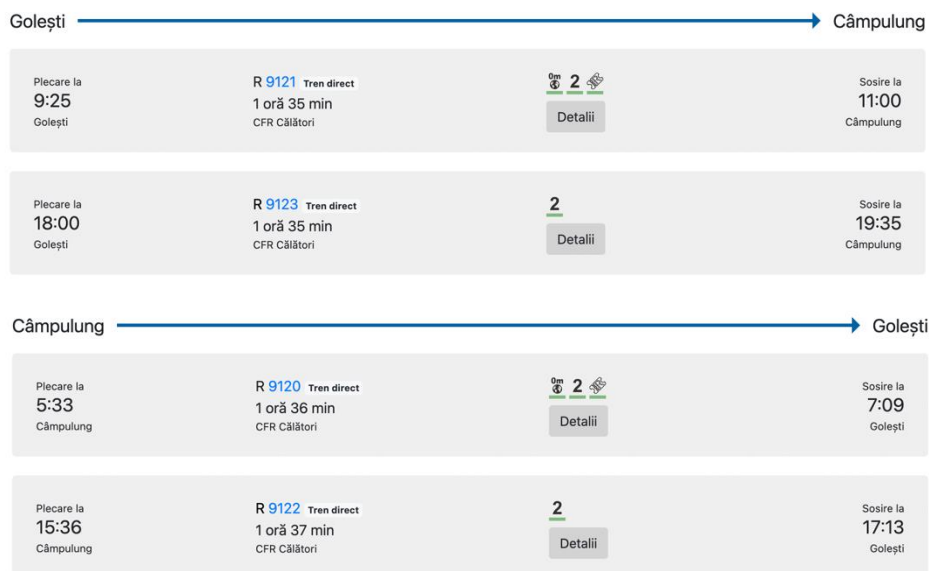 Golești Câmpulung
Plecare la R 9121 Tren direct 0m 2 Sosire la
9:25 1 oră 35 min Detalii 11:00
Golești CFR Călători Câmpulung
Plecare la R 9123 Tren direct 2 Sosire la
18:00 1 oră 35 min Detalii 19:35
Golești CFR Călători Câmpulung
Câmpulung Golești
Plecare la R 9120 Tren direct 0m 2 Sosire la
5:33 1 oră 36 min Detalii 7:09
Câmpulung CFR Călători Golești
Plecare la R 9122 Tren direct 2 Sosire la
15:36 1 oră 37 min Detalii 17:13
Câmpulung CFR Călători Golești